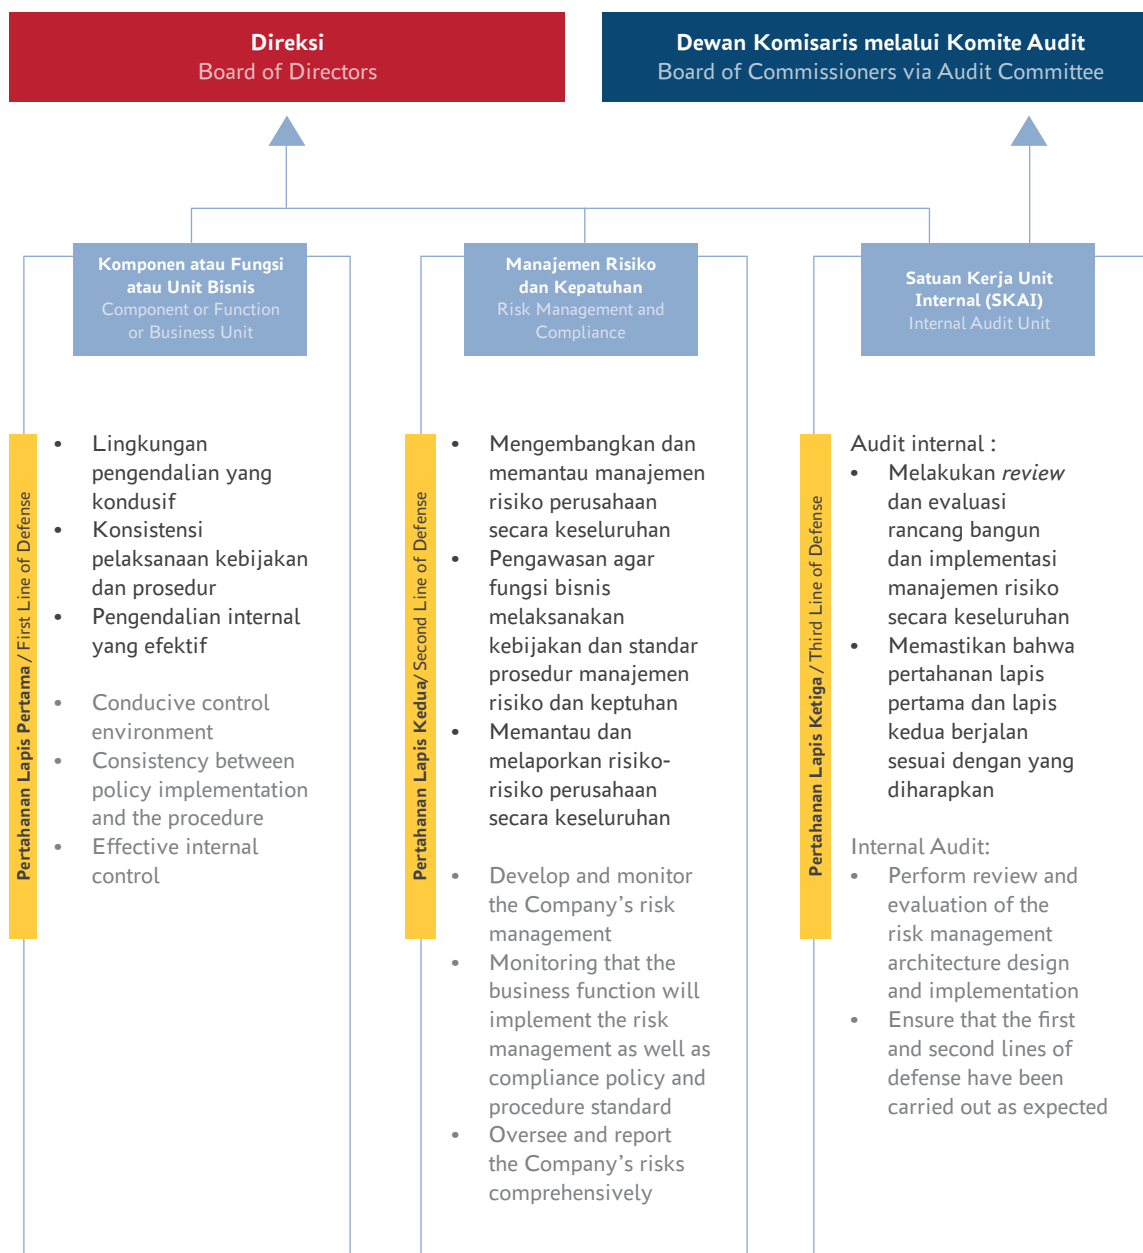 Direksi
Board of Directors
Dewan Komisaris melalui Komite Audit
Board of Commissioners via Audit Committee
Komponen atau Fungsi
atau Unit Bisnis
Component or Function
or Business Unit
Manajemen Risiko
dan Kepatuhan
Risk Management and
Compliance
Satuan Kerja Unit
Internal (SKAI)
Internal Audit Unit
Pertahanan Lapis Pertama / First Line of Defense
• Lingkungan
pengendalian yang
kondusif
• Konsistensi
pelaksanaan kebijakan
dan prosedur
• Pengendalian internal
yang efektif
• Conducive control
environment
• Consistency between
policy implementation
and the procedure
• Effective internal
control
Pertahanan Lapis Kedua/ Second Line of Defense
• Mengembangkan dan
memantau manajemen
risiko perusahaan
secara keseluruhan
• Pengawasan agar
fungsi bisnis
melaksanakan
kebijakan dan standar
prosedur manajemen
risiko dan keptuhan
• Memantau dan
melaporkan risiko-
risiko perusahaan
secara keseluruhan
• Develop and monitor
the Company’s risk
management
• Monitoring that the
business function will
implement the risk
management as well as
compliance policy and
procedure standard
• Oversee and report
the Company’s risks
comprehensively
Pertahanan Lapis Ketiga / Third Line of Defense
Audit internal :
• Melakukan review
dan evaluasi
rancang bangun
dan implementasi
manajemen risiko
secara keseluruhan
• Memastikan bahwa
pertahanan lapis
pertama dan lapis
kedua berjalan
sesuai dengan yang
diharapkan
Internal Audit:
• Perform review and
evaluation of the
risk management
architecture design
and implementation
• Ensure that the first
and second lines of
defense have been
carried out as expected